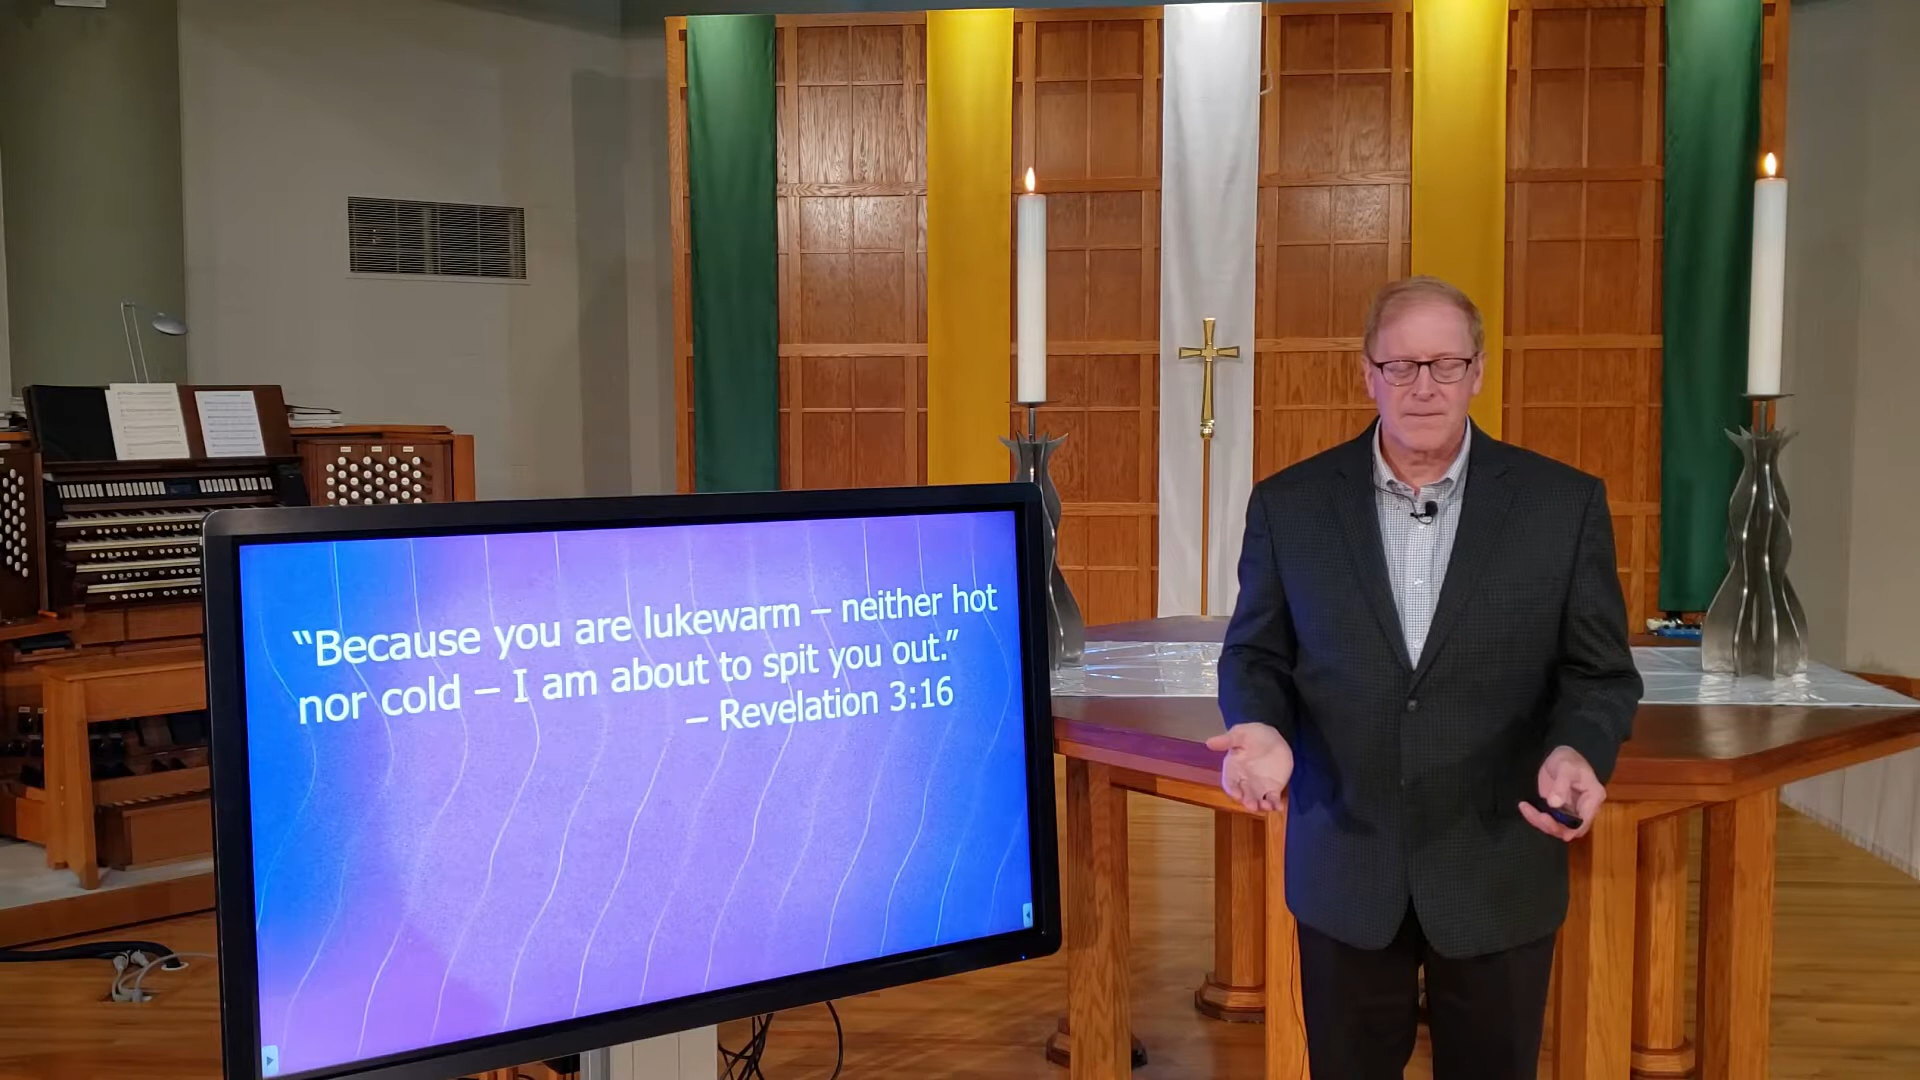 “Because you are lukewarm – neither hot
nor cold – I am about to spit you out.”
– Revelation 3:16